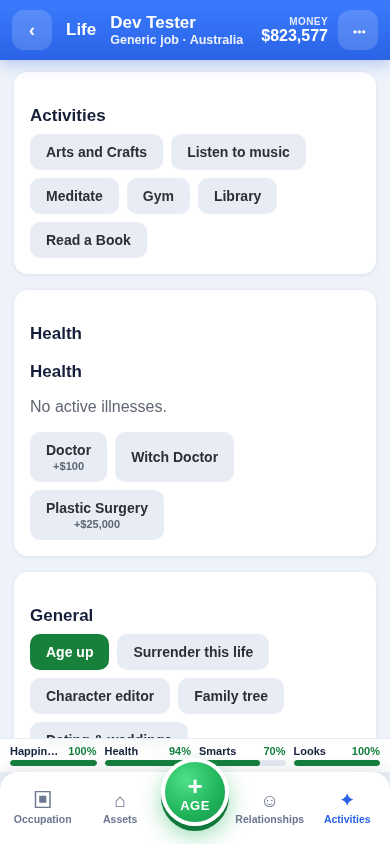 ‹ Life Dev Tester MONEY ...
Generic job · Australia $823,577
Activities
Arts and Crafts Listen to music
Meditate Gym Library
Read a Book
Health
Health
No active illnesses.
Doctor Witch Doctor
+$100
Plastic Surgery
+$25,000
General
Age up Surrender this life
Character editor Family tree
Dating & weddings
Happin… 100% Health 94% Smarts 70% Looks 100%
+
AGE
Occupation Assets Relationships Activities